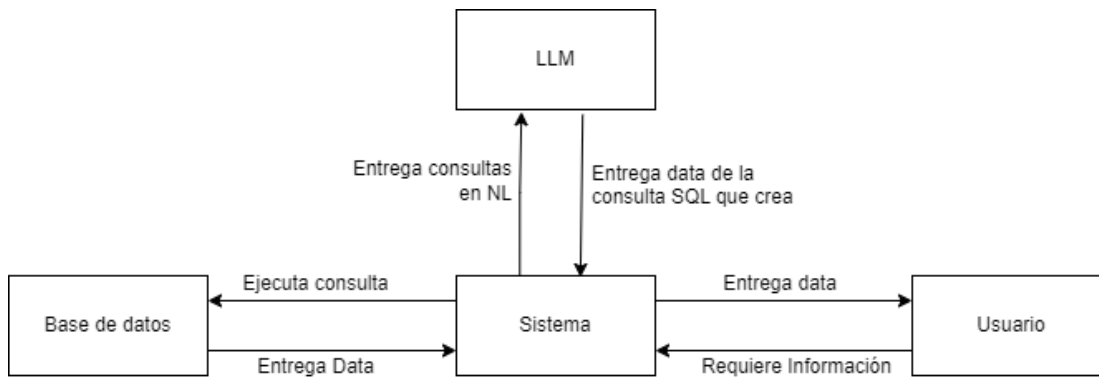 LLM
Entrega consultas
en NL
Entrega data de la
consulta SQL que crea
Ejecuta consulta
Entrega data
Base de datos
Sistema
Usuario
Entrega Data
Requiere Información